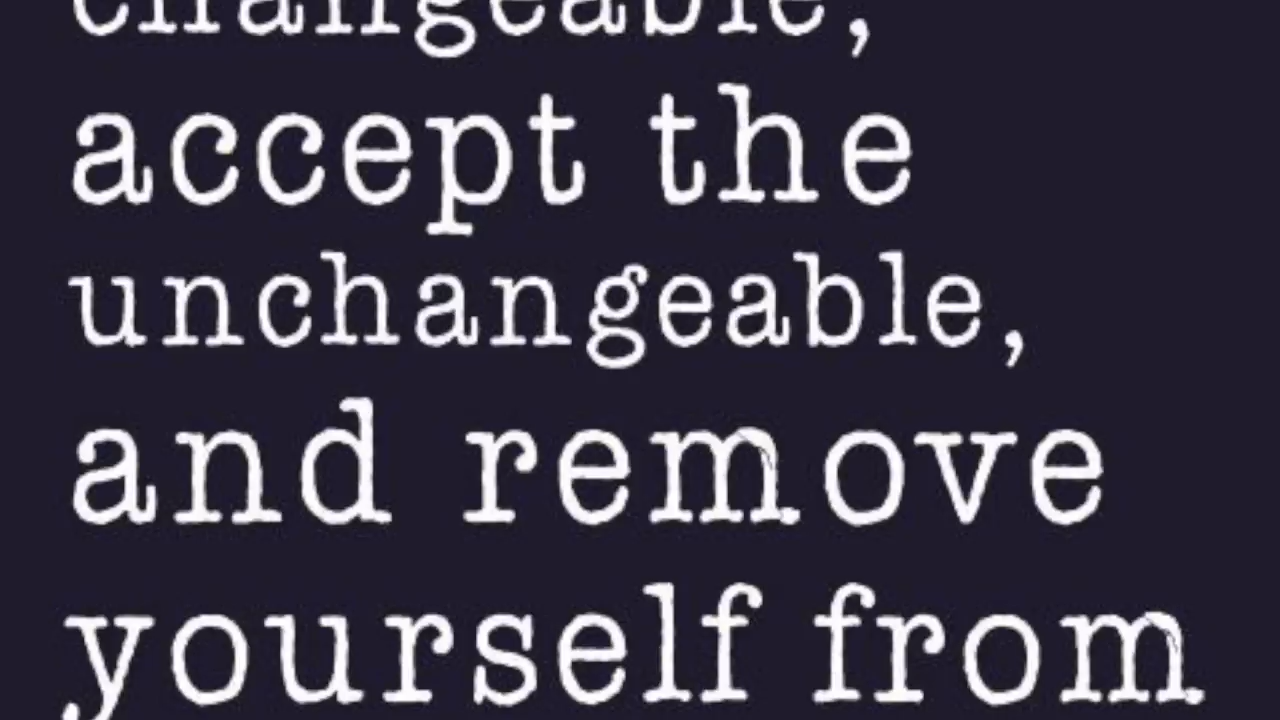 changeable,
accept the
unchangeable,
and remove
yourself from